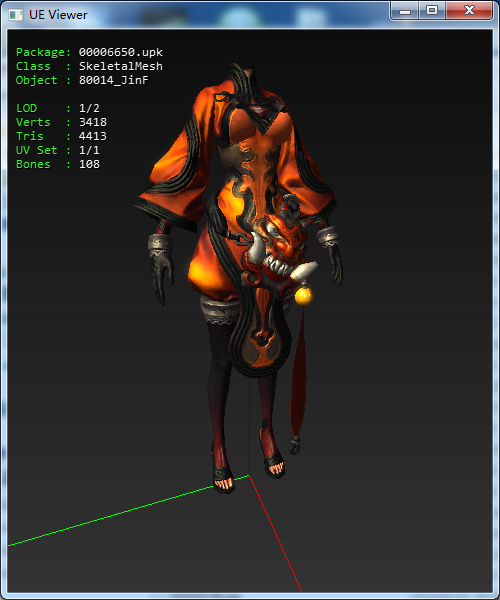 UE Viewer
Package: 00006650.upk
Class  : SkeletalMesh
Object : 80014_JinF
LOD    : 1/2
Verts  : 3418
Tris   : 4413
UV Set : 1/1
Bones  : 108